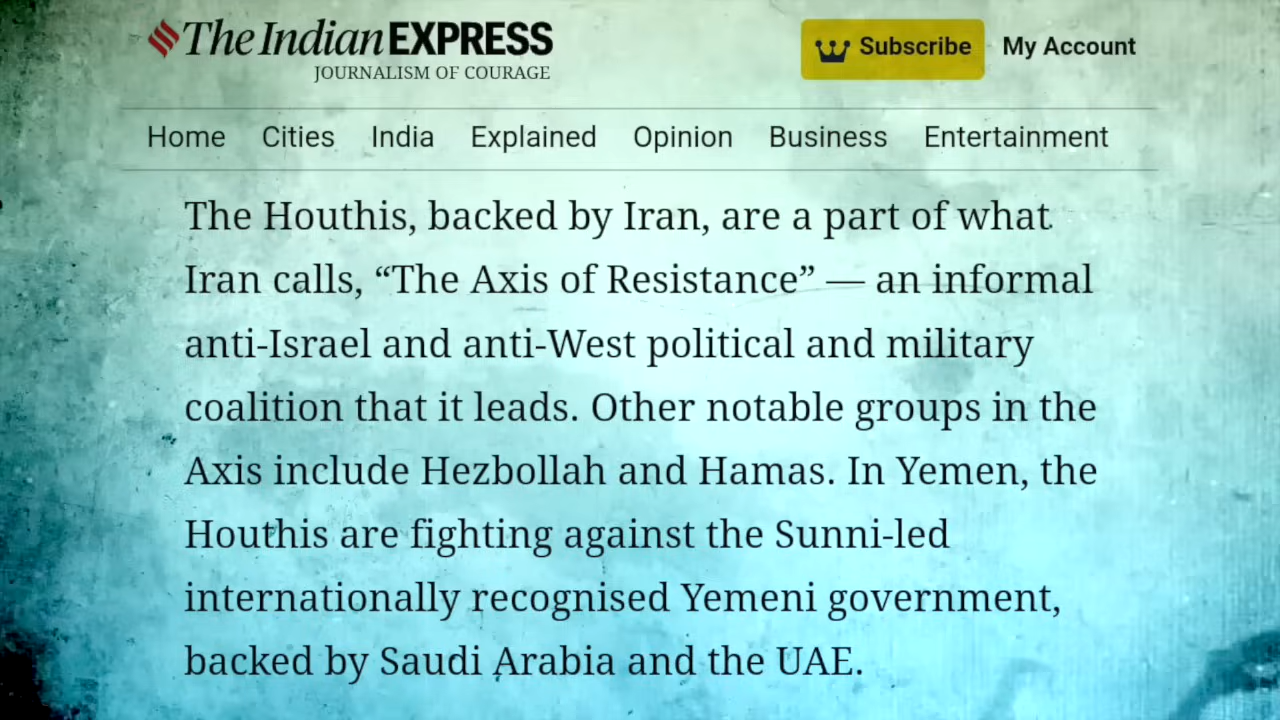 The Indian EXPRESS
JOURNALISM OF COURAGE
Subscribe My Account
Home Cities India Explained Opinion Business Entertainment
The Houthis, backed by Iran, are a part of what
Iran calls, “The Axis of Resistance” — an informal
anti-Israel and anti-West political and military
coalition that it leads. Other notable groups in the
Axis include Hezbollah and Hamas. In Yemen, the
Houthis are fighting against the Sunni-led
internationally recognised Yemeni government,
backed by Saudi Arabia and the UAE.